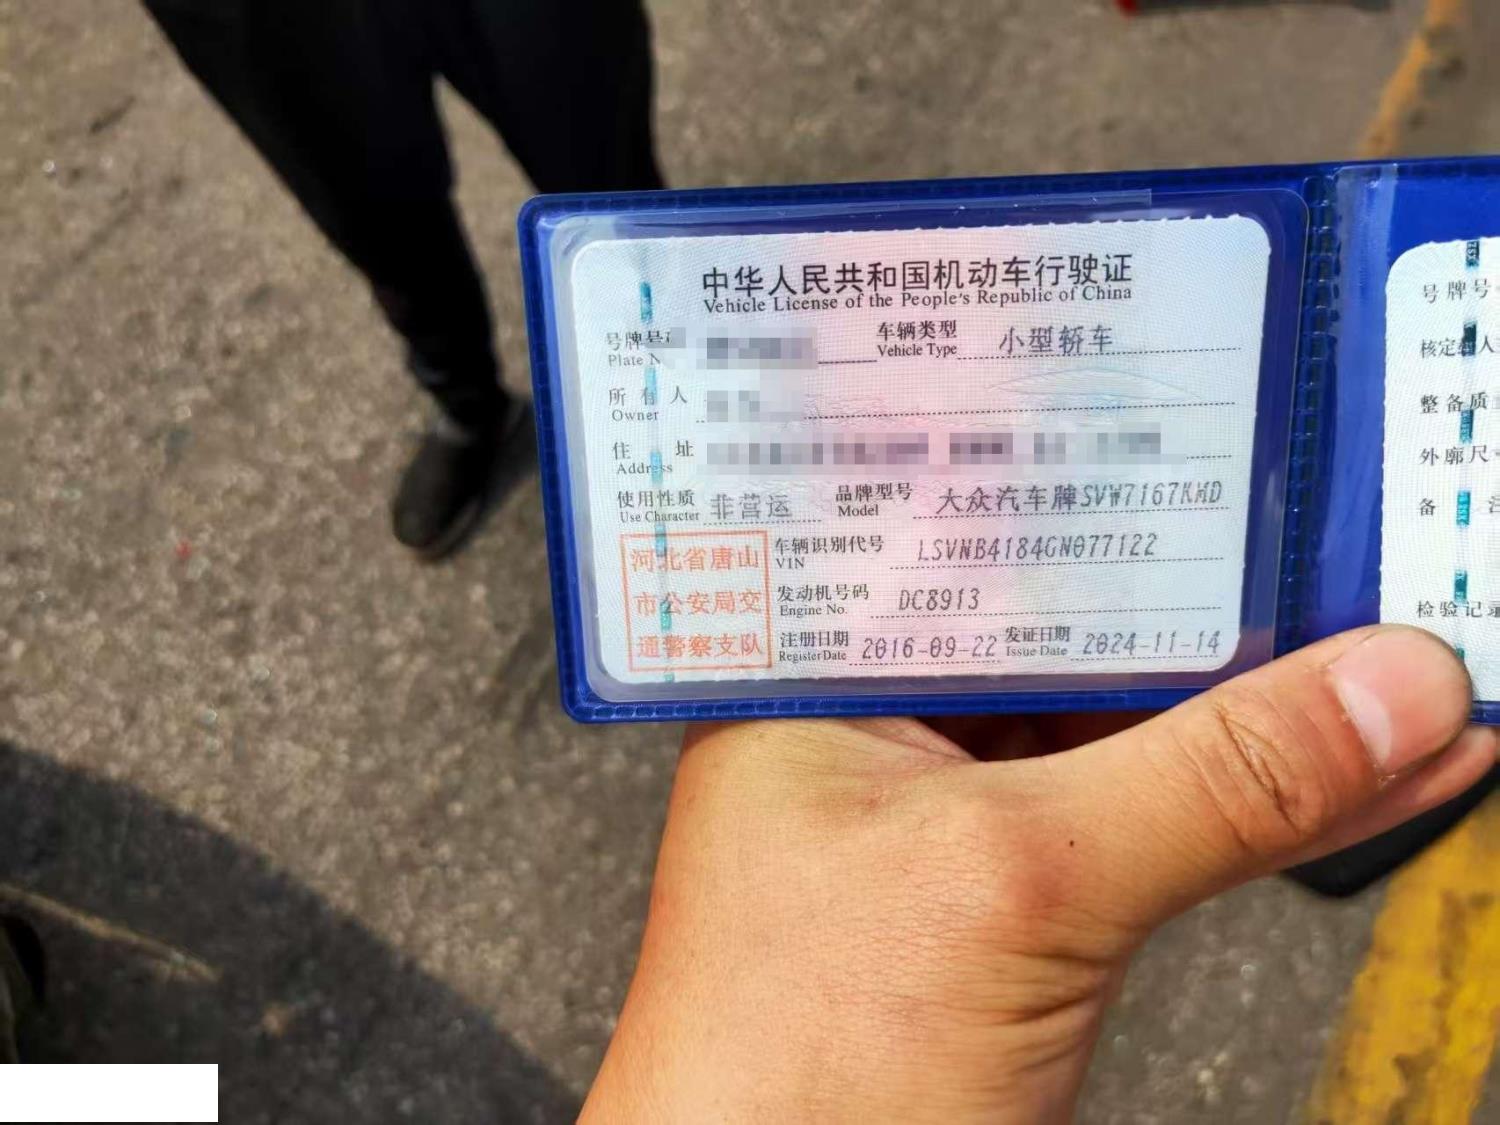 中华人民共和国机动车行驶证
Vehicle License of the People's Republic of China
号牌号
Plate N
车辆类型 小型轿车
Vehicle Type
所有人
Owner
住址
Address
使用性质 非营运
Use Character
品牌型号 大众汽车牌SVW7167KMD
Model
河北省唐山
市公安局交
通警察支队
车辆识别代号 LSVNB4184GN077122
VIN
发动机号码 DC8913
Engine No.
注册日期 2016-09-22
Register Date
发证日期 2024-11-14
Issue Date
号牌号
核定 人
整备质
外廓尺
备
检验记录